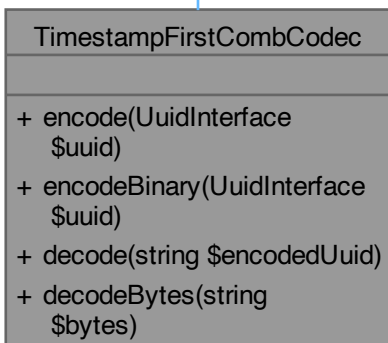 TimestampFirstCombCodec
+ encode(UuidInterface
$uuid)
+ encodeBinary(UuidInterface
$uuid)
+ decode(string $encodedUuid)
+ decodeBytes(string
$bytes)